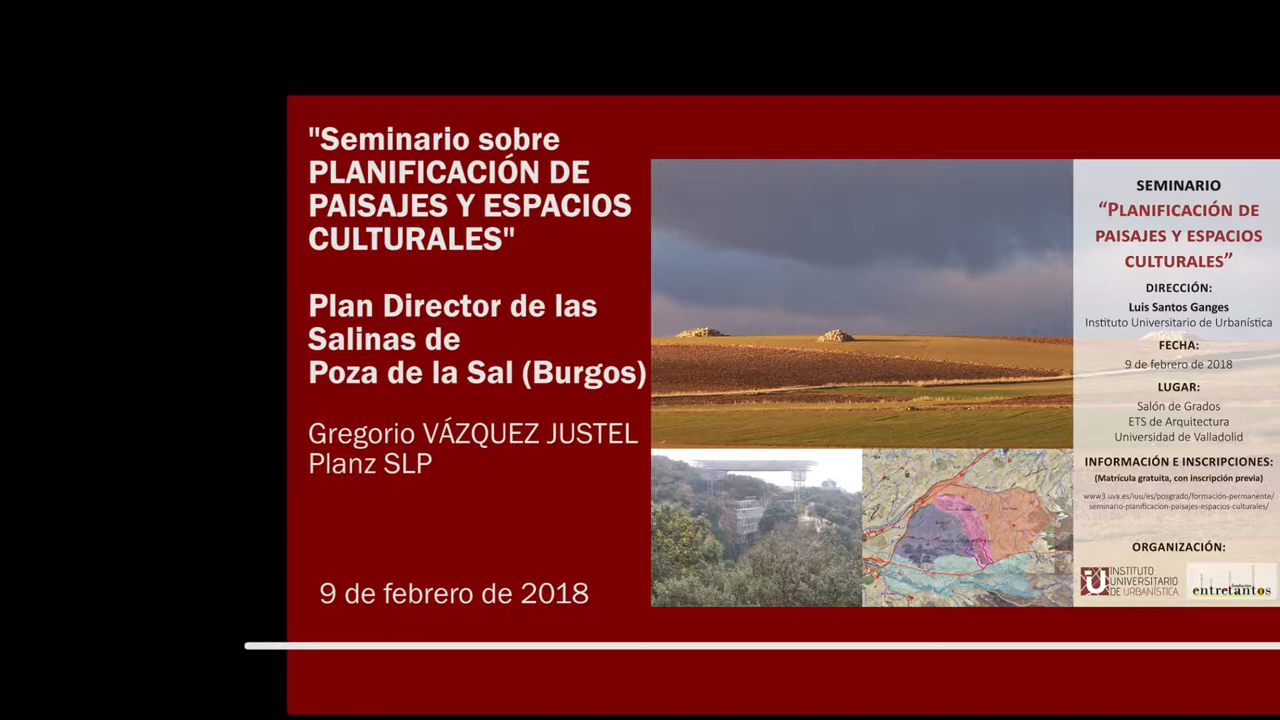 "Seminario sobre
PLANIFICACIÓN DE
PAISAJES Y ESPACIOS
CULTURALES"
Plan Director de las
Salinas de
Poza de la Sal (Burgos)
Gregorio VÁZQUEZ JUSTEL
Planz SLP
9 de febrero de 2018
SEMINARIO
“PLANIFICACIÓN DE
PAISAJES Y ESPACIOS
CULTURALES”
DIRECCIÓN:
Luis Santos Ganges
Instituto Universitario de Urbanística
FECHA:
9 de febrero de 2018
LUGAR:
Salón de Grados
ETS de Arquitectura
Universidad de Valladolid
INFORMACIÓN E INSCRIPCIONES:
(Matrícula gratuita, con inscripción previa)
www3.uva.es/iuu/es/posgrado/formación-permanente/
seminario-planificacion-paisajes-espacios-culturales/
ORGANIZACIÓN:
INSTITUTO
UNIVERSITARIO
DE URBANÍSTICA
fundación
entretantos